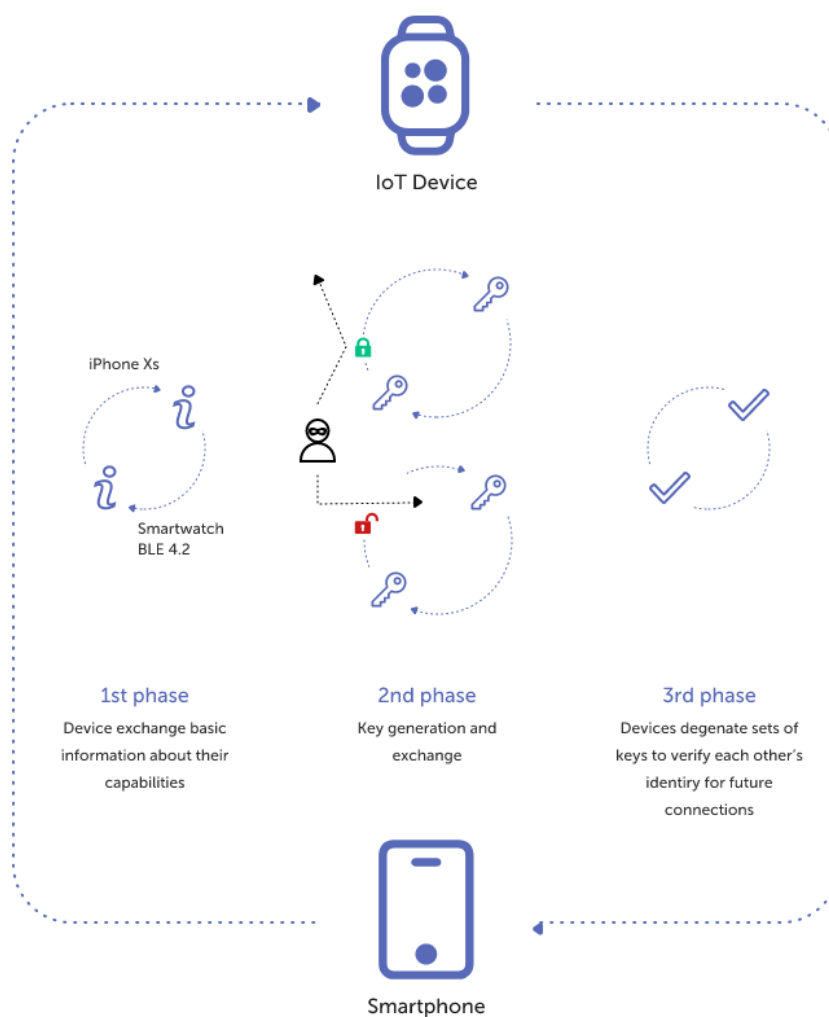 IoT Device
iPhone Xs
Smartwatch
BLE 4.2
1st phase
Device exchange basic
information about their
capabilities
2nd phase
Key generation and
exchange
3rd phase
Devices degenate sets of
keys to verify each other's
identiry for future
connections
Smartphone